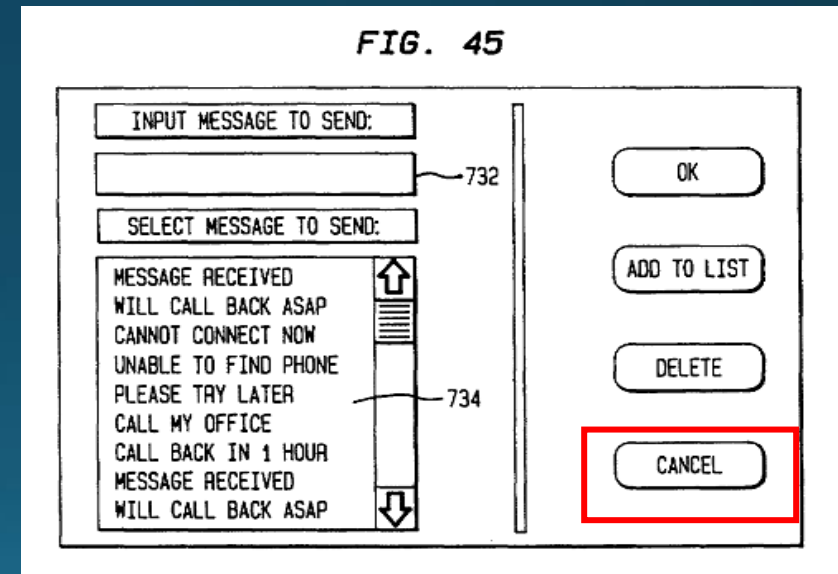 FIG. 45
INPUT MESSAGE TO SEND:
732
SELECT MESSAGE TO SEND:
MESSAGE RECEIVED
WILL CALL BACK ASAP
CANNOT CONNECT NOW
UNABLE TO FIND PHONE
PLEASE TRY LATER
CALL MY OFFICE
CALL BACK IN 1 HOUR
MESSAGE RECEIVED
WILL CALL BACK ASAP
734
OK
ADD TO LIST
DELETE
CANCEL